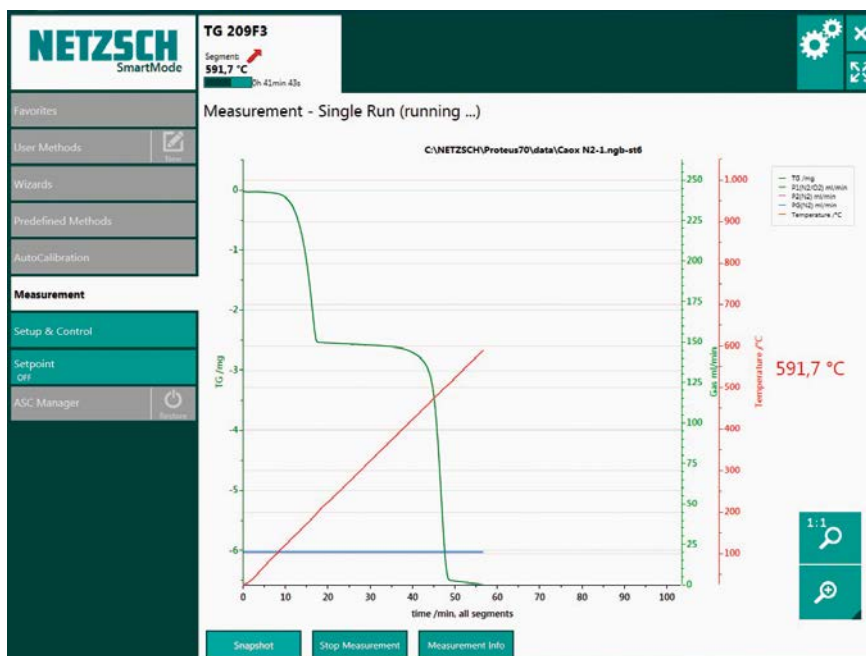 NETZSCH
SmartMode
TG 209F3
Segment:
591,7 °C
0h 41min 43s
Favorites
User Methods
New
Wizards
Predefined Methods
AutoCalibration
Measurement
Setup & Control
Setpoint
OFF
ASC Manager
Restore
Measurement - Single Run (running ...)
C:\NETZSCH\Proteus70\data\Caox N2-1.ngb-st6
TG /mg
P1(N2/O2) ml/min
P2(N2) ml/min
PG(N2) ml/min
Temperature /°C
TG /mg
0
-1
-2
-3
-4
-5
-6
Gas ml/min
250
225
200
175
150
125
100
75
50
25
0
Temperature /°C
1.000
900
800
700
600
500
400
300
200
100
591,7 °C
0 10 20 30 40 50 60 70 80 90 100
time /min, all segments
1:1
Snapshot
Stop Measurement
Measurement Info